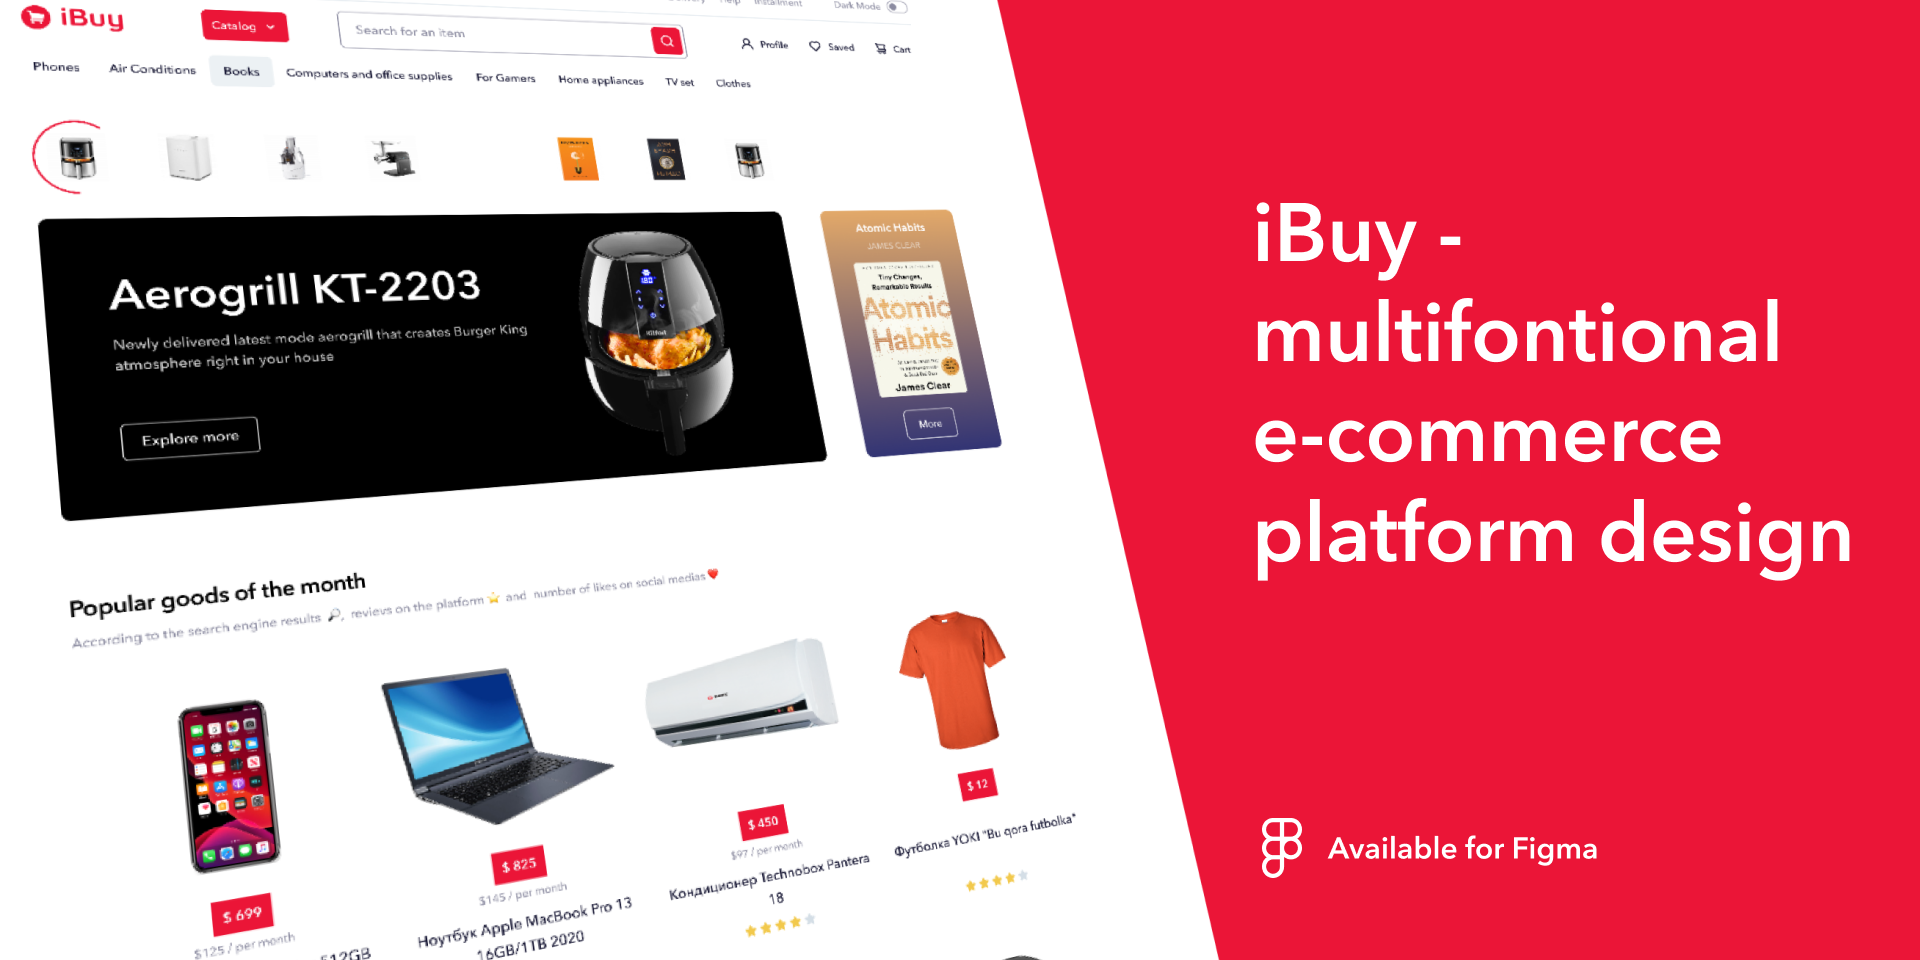 iBuy
Catalog
Search for an item
Help
Installment
Dark Mode
Profile
Saved
Cart
Phones
Air Conditions
Books
Computers and office supplies
For Gamers
Home appliances
TV set
Clothes
Aerogrill KT-2203
Newly delivered latest mode aerogrill that creates Burger King
atmosphere right in your house
Explore more
Atomic Habits
JAMES CLEAR
Tiny Changes,
Remarkable Results
Atomic
Habits
James Clear
More
Popular goods of the month
According to the search engine results 🔎, revievs on the platform ⭐ and number of likes on social medias ❤️
$ 699
$125 / per month
512GB
$ 825
$145 / per month
Ноутбук Apple MacBook Pro 13
16GB/1TB 2020
$ 450
$97 / per month
Кондиционер Technobox Pantera
18
$ 12
Футболка YOKI "Bu qora futbolka"
iBuy -
multifontional
e-commerce
platform design
Available for Figma